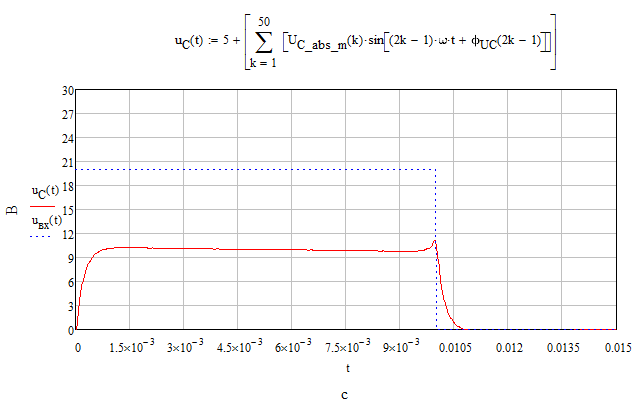 50
u_C(t) := 5 + [ ∑ [U_C_abs_m(k)·sin[(2k − 1)·ω·t + ϕ_UC(2k − 1)]] ]
k = 1
30
27
24
21
18
15
12
9
6
3
0
В
u_C(t)
u_вх(t)
0 1.5×10⁻³ 3×10⁻³ 4.5×10⁻³ 6×10⁻³ 7.5×10⁻³ 9×10⁻³ 0.0105 0.012 0.0135 0.015
t
с